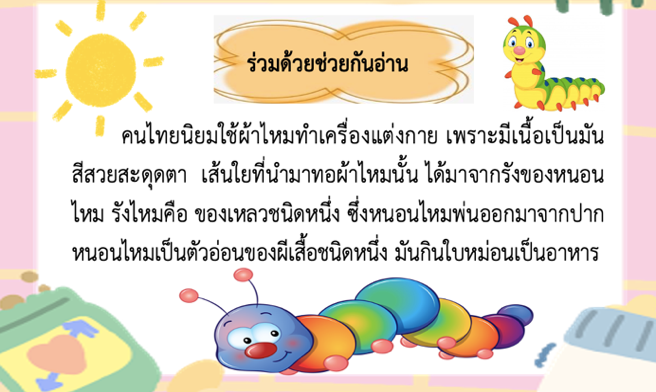 ร่วมด้วยช่วยกันอ่าน
คนไทยนิยมใช้ผ้าไหมทำเครื่องแต่งกาย เพราะมีเนื้อเป็นมัน
สีสวยสะดุดตา เส้นใยที่นำมาทอผ้าไหมนั้น ได้มาจากรังของหนอน
ไหม รังไหมคือ ของเหลวชนิดหนึ่ง ซึ่งหนอนไหมพ่นออกมาจากปาก
หนอนไหมเป็นตัวอ่อนของผีเสื้อชนิดหนึ่ง มันกินใบหม่อนเป็นอาหาร